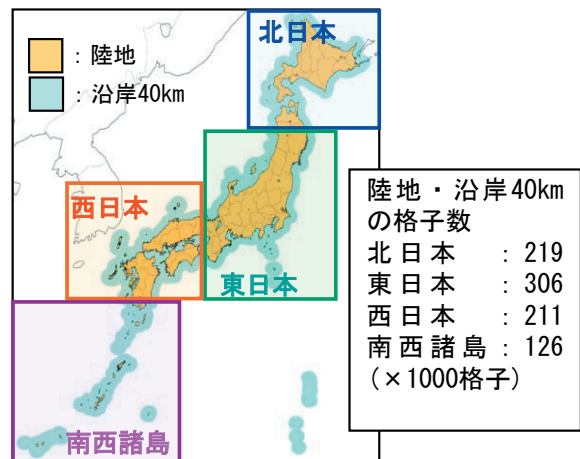 北日本
：陸地
：沿岸40km
西日本
東日本
南西諸島
陸地・沿岸40km
の格子数
北日本　：219
東日本　：306
西日本　：211
南西諸島：126
（×1000格子）